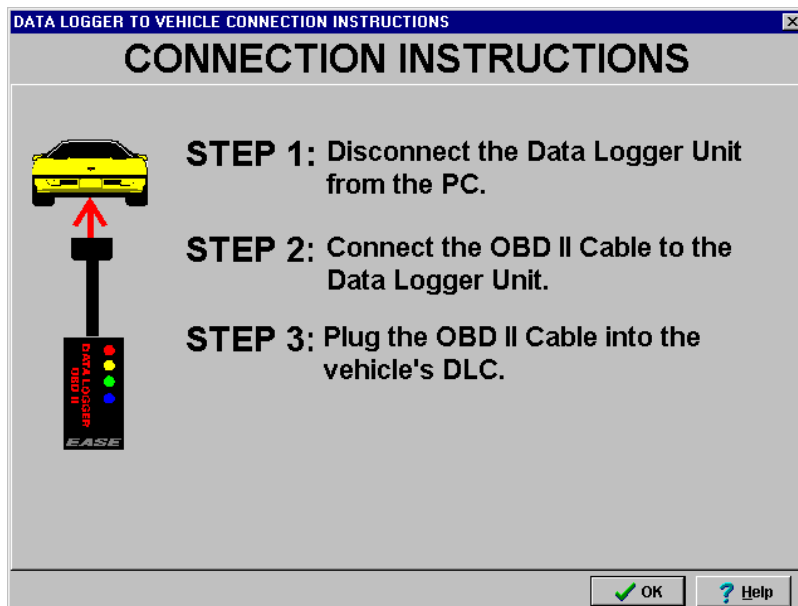 DATA LOGGER TO VEHICLE CONNECTION INSTRUCTIONS
CONNECTION INSTRUCTIONS
STEP 1: Disconnect the Data Logger Unit
from the PC.
STEP 2: Connect the OBD II Cable to the
Data Logger Unit.
STEP 3: Plug the OBD II Cable into the
vehicle's DLC.
DATA LOGGER
OBD II
EASE
OK
Help